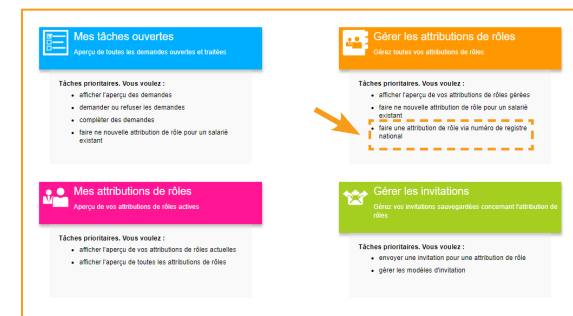 Mes tâches ouvertes
Aperçu de toutes les demandes ouvertes et traitées
Tâches prioritaires. Vous voulez :
afficher l'aperçu des demandes
demander ou refuser les demandes
compléter des demandes
faire ne nouvelle attribution de rôle pour un salarié
existant
Gérer les attributions de rôles
Gérez toutes vos attributions de rôles
Tâches prioritaires. Vous voulez :
afficher l'aperçu de vos attributions de rôles gérées
faire ne nouvelle attribution de rôle pour un salarié
existant
faire une attribution de rôle via numéro de registre
national
Mes attributions de rôles
Aperçu de vos attributions de rôles actives
Tâches prioritaires. Vous voulez :
afficher l'aperçu de vos attributions de rôles actuelles
afficher l'aperçu de toutes les attributions de rôles
Gérer les invitations
Gérez vos invitations sauvegardées concernant l'attribution de
rôles
Tâches prioritaires. Vous voulez :
envoyer une invitation pour une attribution de rôle
gérer les modèles d'invitation